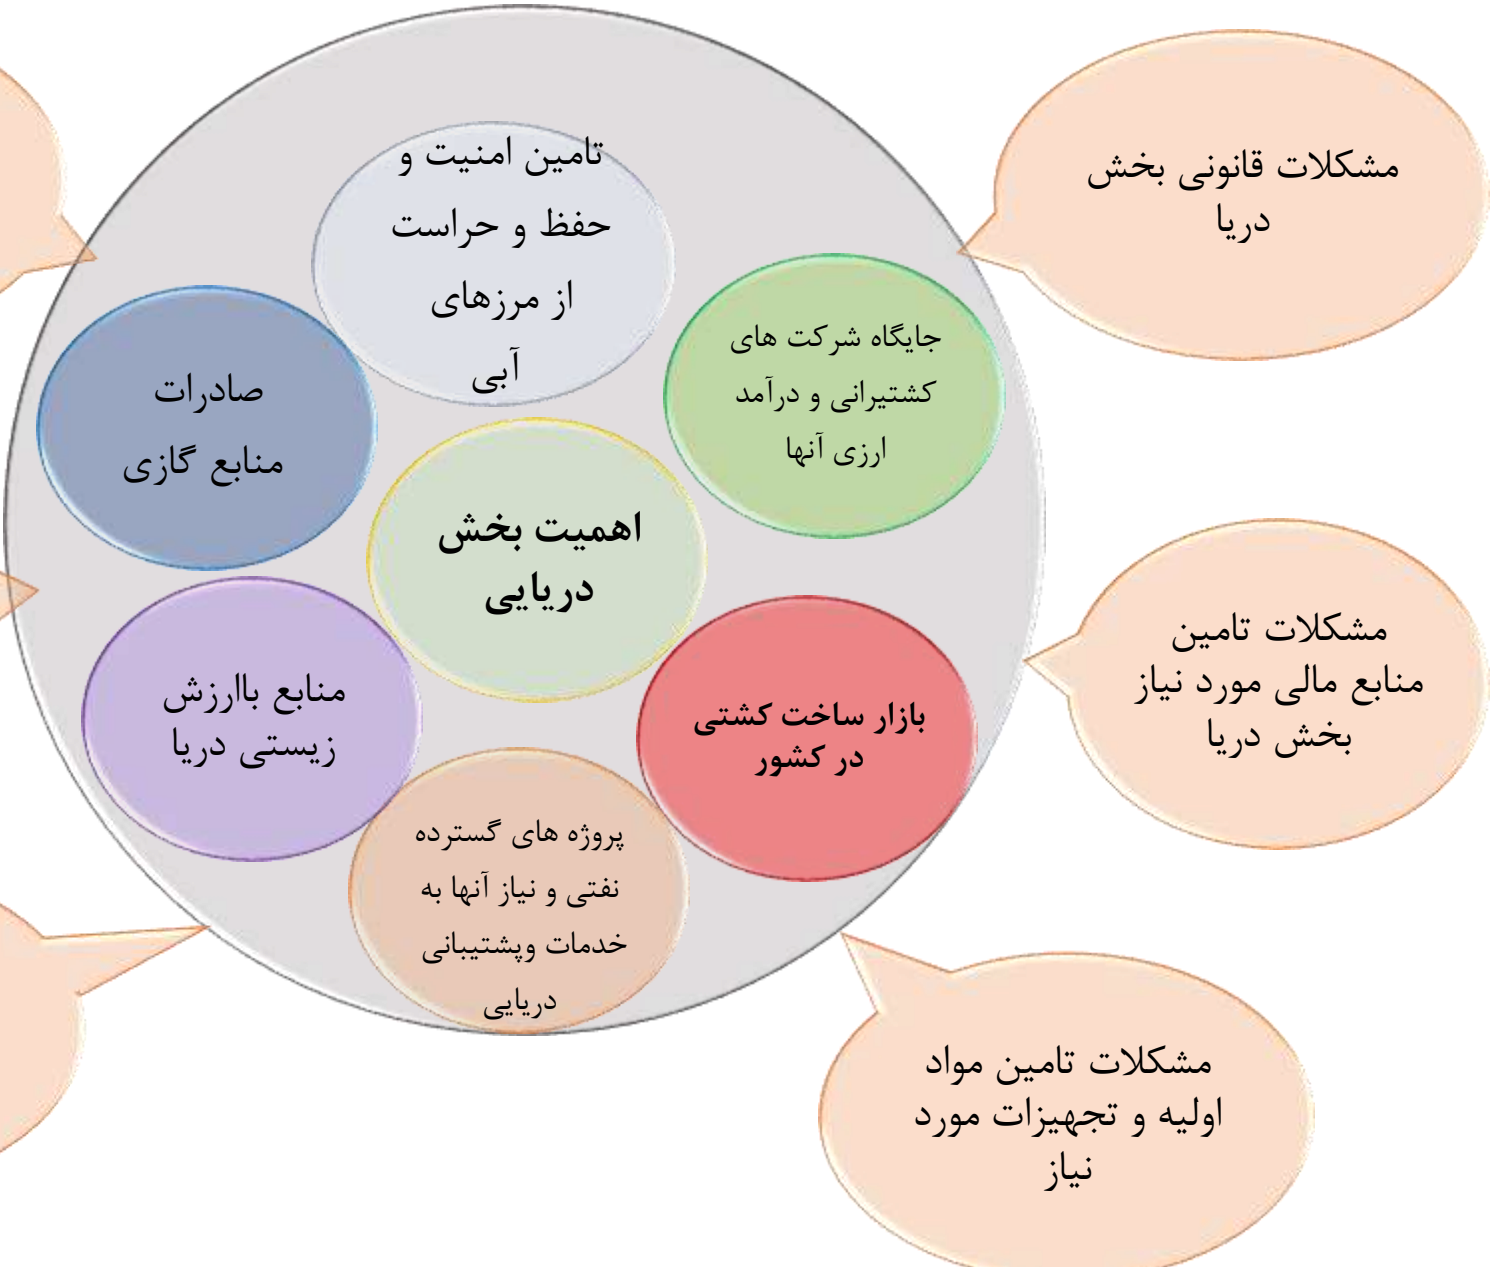 تامین امنیت و
حفظ و حراست
از مرزهای
آبی
مشکلات قانونی بخش
دریا
جایگاه شرکت های
کشتیرانی و درآمد
ارزی آنها
صادرات
منابع گازی
اهمیت بخش
دریایی
مشکلات تامین
منابع مالی مورد نیاز
بخش دریا
بازار ساخت کشتی
در کشور
منابع باارزش
زیستی دریا
پروژه های گسترده
نفتی و نیاز آنها به
خدمات وپشتیبانی
دریایی
مشکلات تامین مواد
اولیه و تجهیزات مورد
نیاز